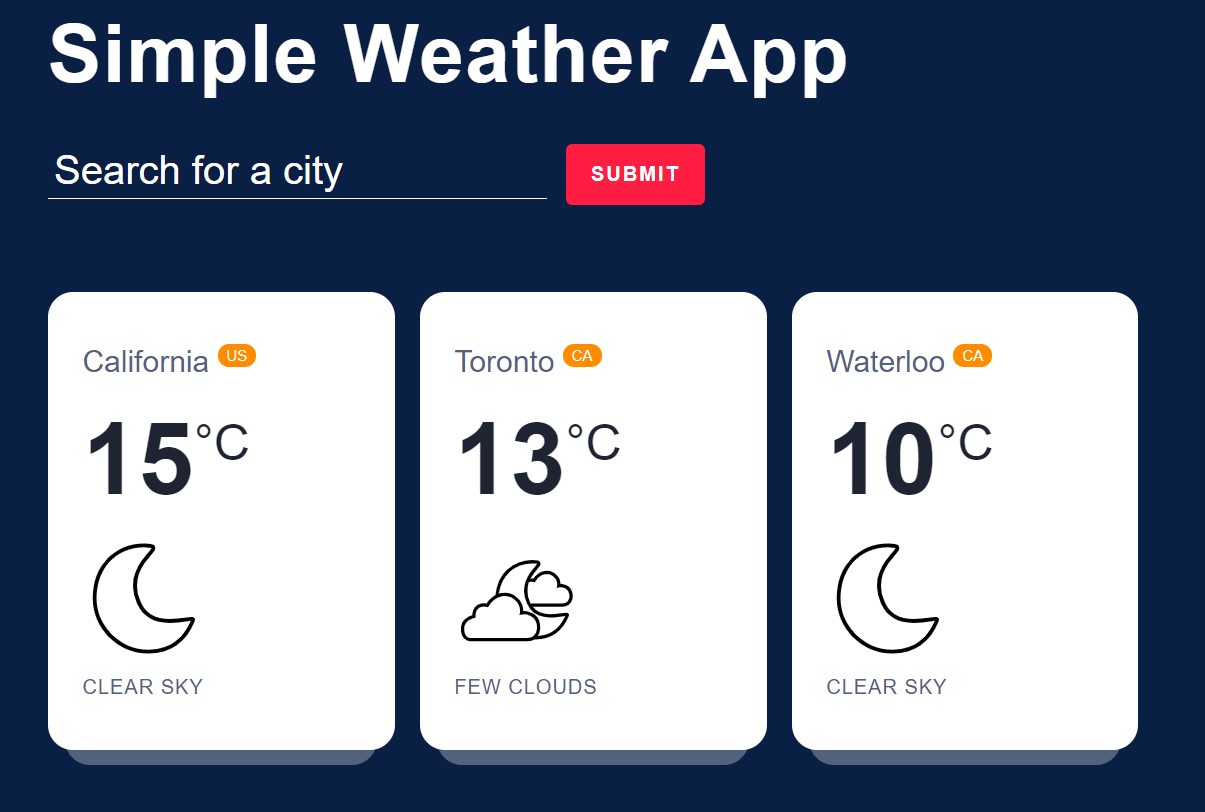 Simple Weather App
Search for a city
SUBMIT
California US
15°C
CLEAR SKY
Toronto CA
13°C
FEW CLOUDS
Waterloo CA
10°C
CLEAR SKY